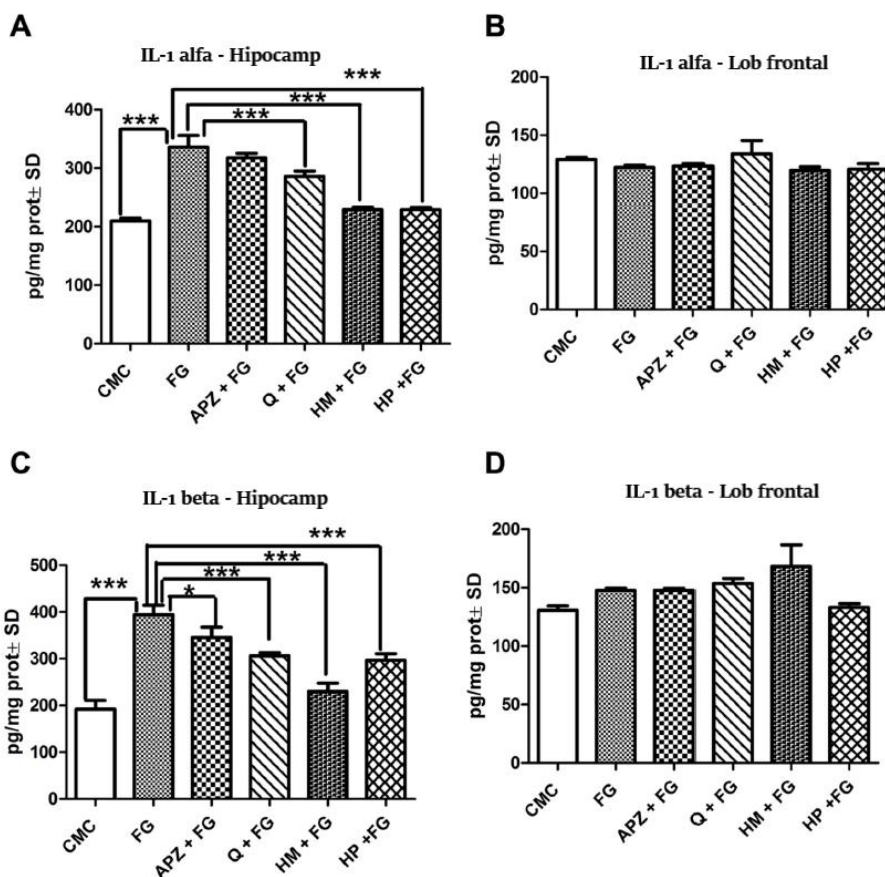 A
IL-1 alfa - Hipocamp
pg/mg prot± SD
400
300
200
100
0
***
***
***
***
CMC
FG
APZ + FG
Q + FG
HM + FG
HP +FG
B
IL-1 alfa - Lob frontal
pg/mg prot± SD
200
150
100
50
0
CMC
FG
APZ + FG
Q + FG
HM + FG
HP +FG
C
IL-1 beta - Hipocamp
pg/mg prot± SD
500
400
300
200
100
0
***
***
***
***
*
CMC
FG
APZ + FG
Q + FG
HM + FG
HP +FG
D
IL-1 beta - Lob frontal
pg/mg prot± SD
200
150
100
50
0
CMC
FG
APZ + FG
Q + FG
HM + FG
HP +FG